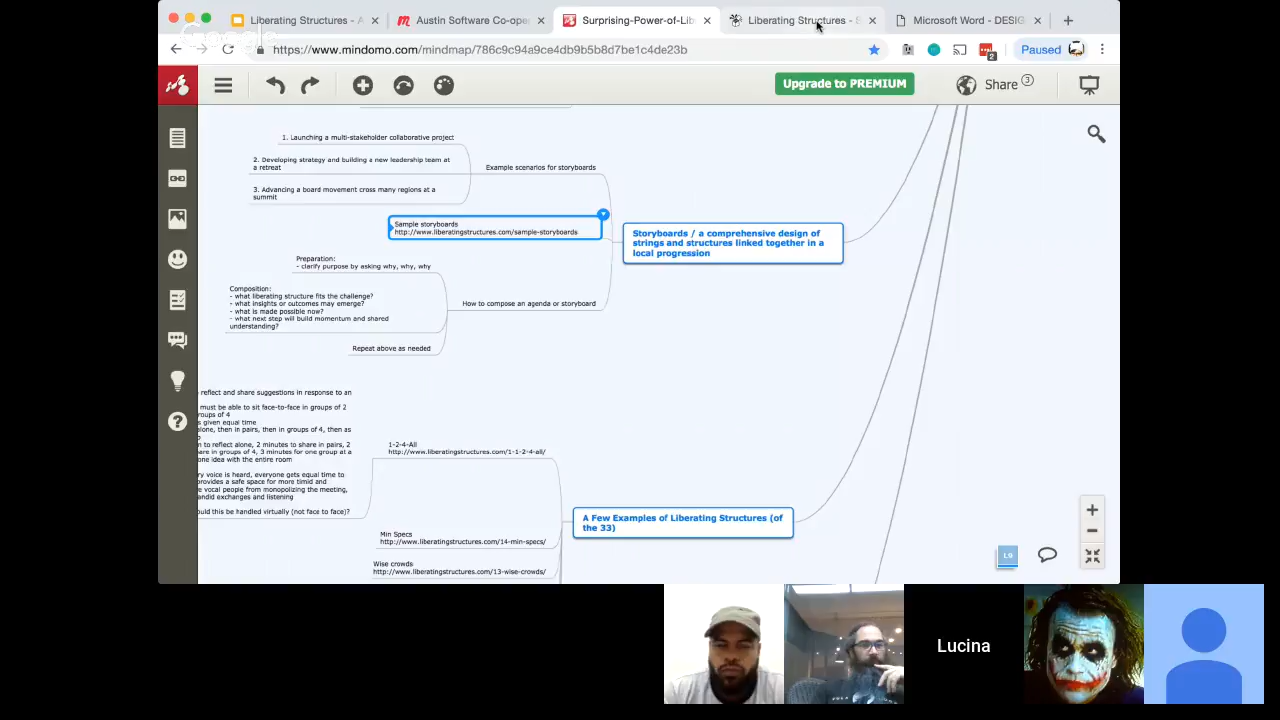 Liberating Structures - A
Austin Software Co-oper
Surprising-Power-of-Lib
Liberating Structures - S
Microsoft Word - DESIG
Google
https://www.mindomo.com/mindmap/786c9c94a9ce4db9b5b8d7be1c4de23b
2
Paused
Upgrade to PREMIUM
Share 3
1. Launching a multi-stakeholder collaborative project
2. Developing strategy and building a new leadership team at
a retreat
3. Advancing a board movement cross many regions at a
summit
Example scenarios for storyboards
Sample storyboards
http://www.liberatingstructures.com/sample-storyboards
Storyboards / a comprehensive design of
strings and structures linked together in a
local progression
Preparation:
- clarify purpose by asking why, why, why
Composition:
- what liberating structure fits the challenge?
- what insights or outcomes may emerge?
- what is made possible now?
- what next step will build momentum and shared
understanding?
How to compose an agenda or storyboard
Repeat above as needed
reflect and share suggestions in response to an
must be able to sit face-to-face in groups of 2
roups of 4
s given equal time
alone, then in pairs, then in groups of 4, then as
n to reflect alone, 2 minutes to share in pairs, 2
are in groups of 4, 3 minutes for one group at a
one idea with the entire room
ry voice is heard, everyone gets equal time to
provides a safe space for more timid and
e vocal people from monopolizing the meeting,
andid exchanges and listening
ould this be handled virtually (not face to face)?
1-2-4-All
http://www.liberatingstructures.com/1-1-2-4-all/
A Few Examples of Liberating Structures (of
the 33)
Min Specs
http://www.liberatingstructures.com/14-min-specs/
Wise crowds
http://www.liberatingstructures.com/13-wise-crowds/
L9
Lucina